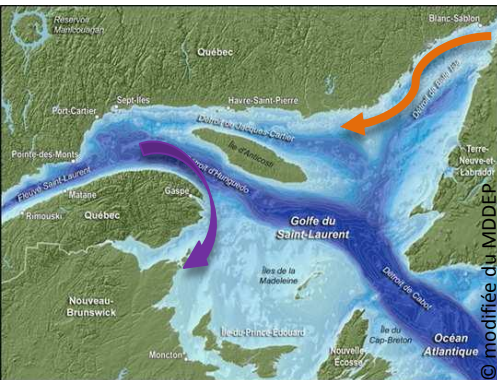 Blanc-Sablon
Réservoir
Manicouagan
Québec
Détroit de Belle Isle
Sept-Iles
Havre-Saint-Pierre
Port-Cartier
Détroit de Jacques-Cartier
Île d'Anticosti
Terre-
Neuve-et-
Labrador
Pointe-des-Monts
Détroit d'Honguedo
Fleuve Saint-Laurent
Matane
Gaspé
Rimouski
Québec
Golfe du
Saint-Laurent
Îles de la
Madeleine
Détroit de Cabot
Nouveau-
Brunswick
Île-du-Prince-Édouard
Île du
Cap-Breton
Océan
Atlantique
Moncton
Nouvelle
Écosse
© modifiée du MDDEP